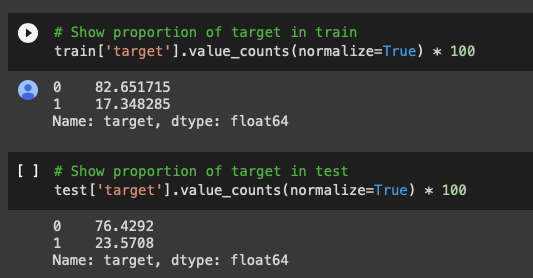 # Show proportion of target in train
train['target'].value_counts(normalize=True) * 100
0    82.651715
1    17.348285
Name: target, dtype: float64
[ ] # Show proportion of target in test
test['target'].value_counts(normalize=True) * 100
0    76.4292
1    23.5708
Name: target, dtype: float64